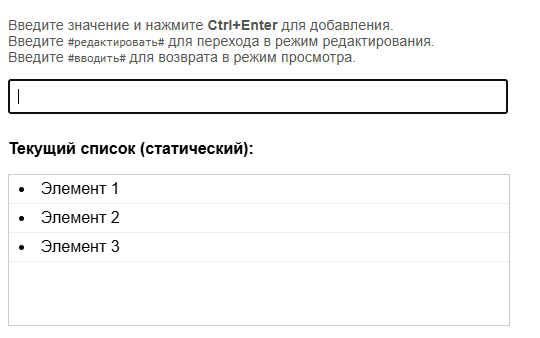 Введите значение и нажмите Ctrl+Enter для добавления.
Введите #редактировать# для перехода в режим редактирования.
Введите #вводить# для возврата в режим просмотра.
Текущий список (статический):
• Элемент 1
• Элемент 2
• Элемент 3